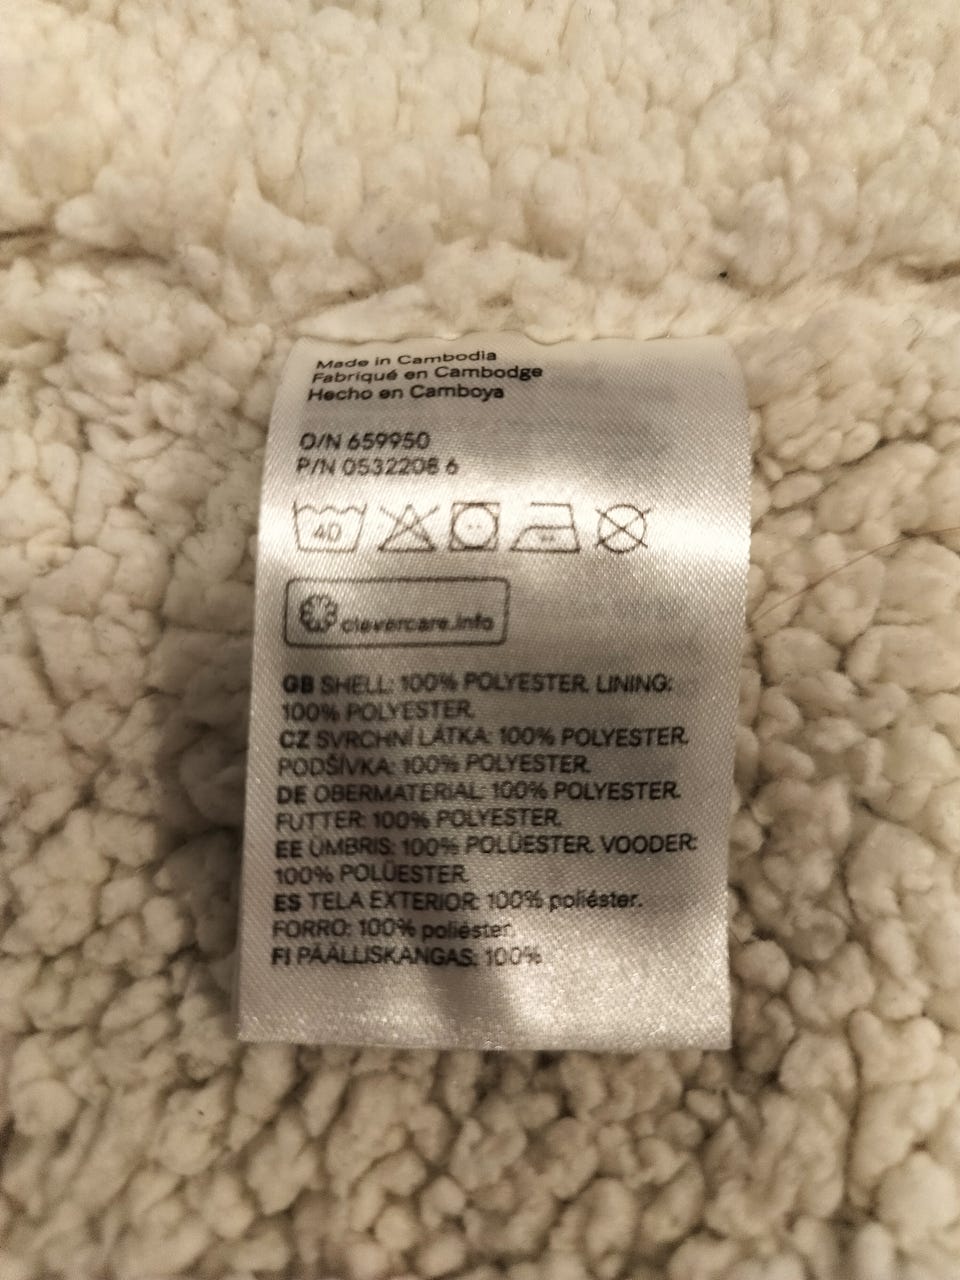 Made in Cambodia
Fabriqué en Cambodge
Hecho en Camboya
O/N 659950
P/N 0532208 6
40
clevercare.info
GB SHELL: 100% POLYESTER. LINING:
100% POLYESTER.
CZ SVRCHNÍ LÁTKA: 100% POLYESTER.
PODŠÍVKA: 100% POLYESTER.
DE OBERMATERIAL: 100% POLYESTER.
FUTTER: 100% POLYESTER.
EE ÜMBRIS: 100% POLÜESTER. VOODER:
100% POLÜESTER.
ES TELA EXTERIOR: 100% poliéster.
FORRO: 100% poliéster.
FI PÄÄLLISKANGAS: 100%